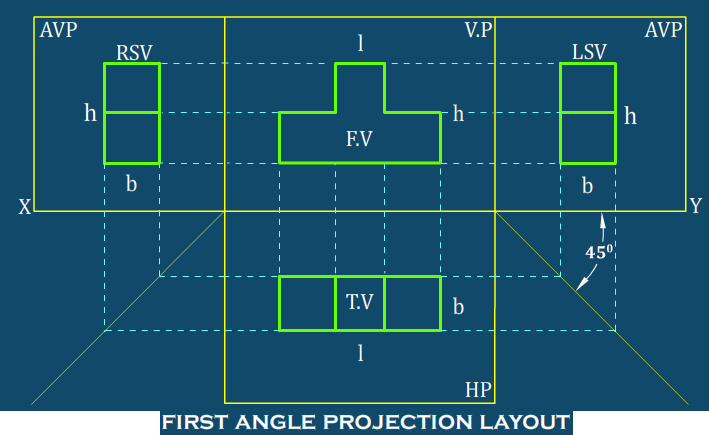 AVP
V.P
AVP
RSV
l
LSV
h
F.V
h
h
b
b
X
Y
45⁰
T.V
b
l
HP
FIRST ANGLE PROJECTION LAYOUT